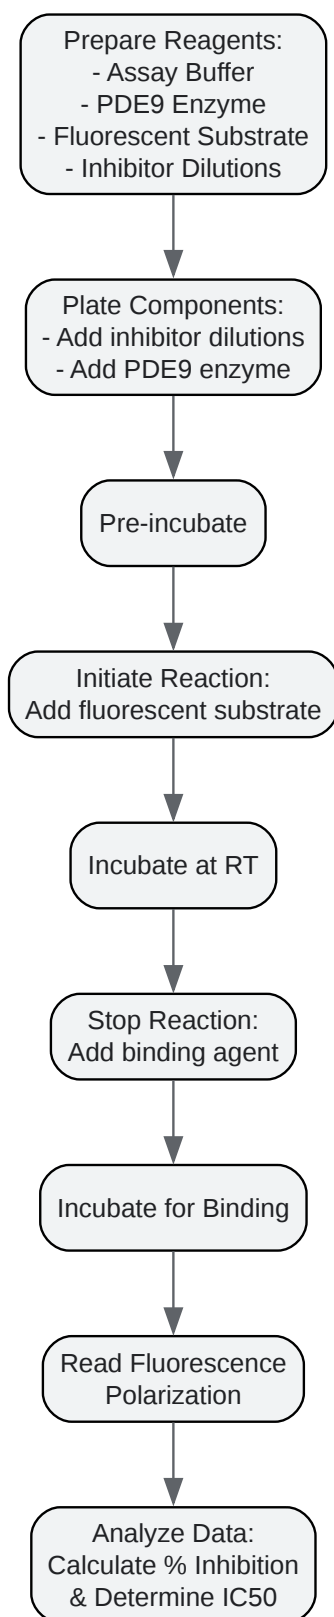 Prepare Reagents:
- Assay Buffer
- PDE9 Enzyme
- Fluorescent Substrate
- Inhibitor Dilutions
Plate Components:
- Add inhibitor dilutions
- Add PDE9 enzyme
Pre-incubate
Initiate Reaction:
Add fluorescent substrate
Incubate at RT
Stop Reaction:
Add binding agent
Incubate for Binding
Read Fluorescence
Polarization
Analyze Data:
Calculate % Inhibition
& Determine IC50